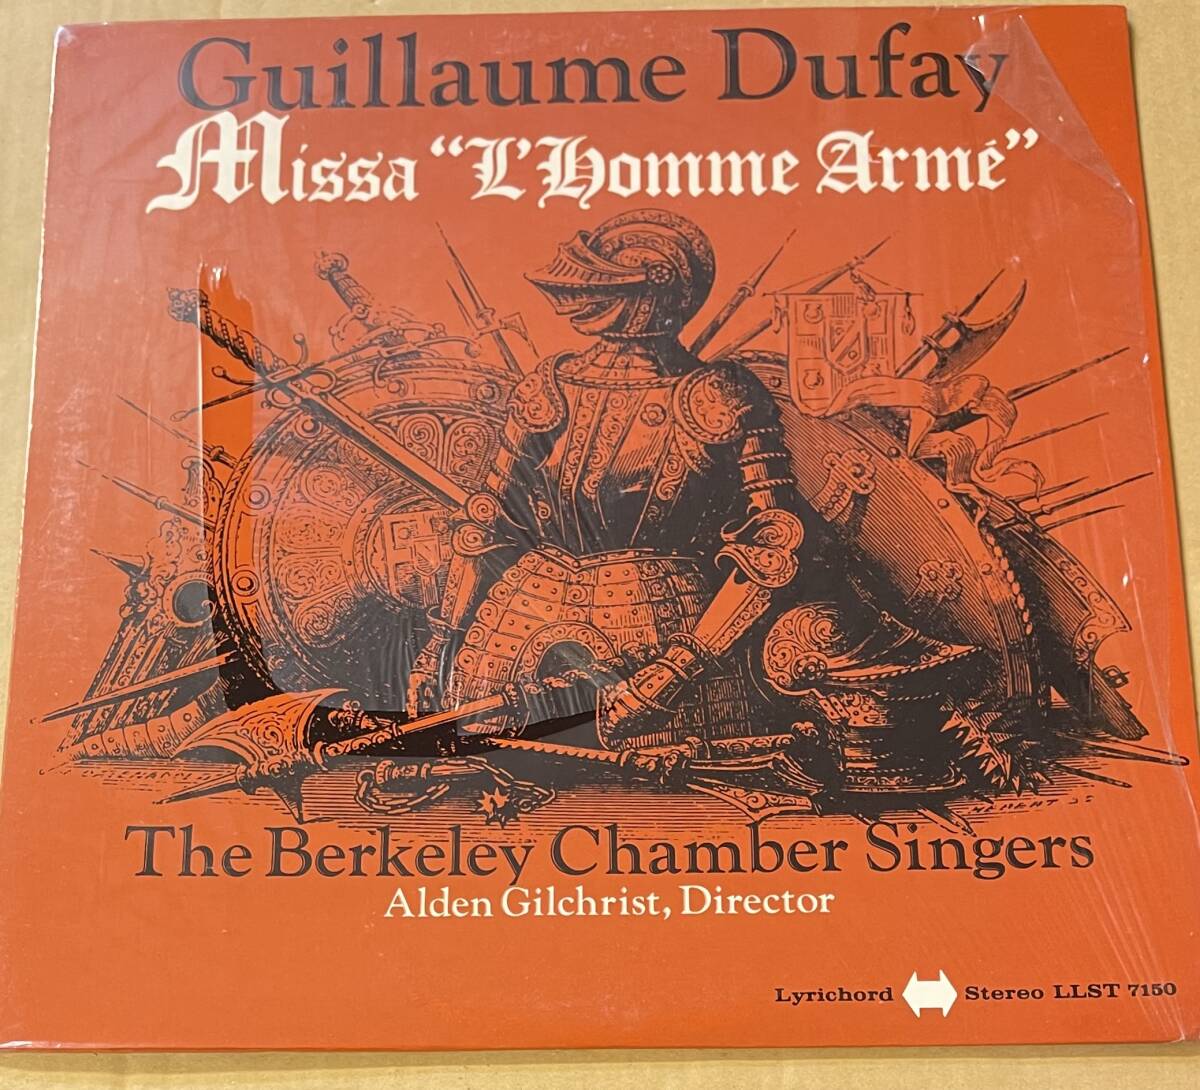 Guillaume Dufay
Missa “L'Homme Armé”
The Berkeley Chamber Singers
Alden Gilchrist, Director
Lyrichord Stereo LLST 7150